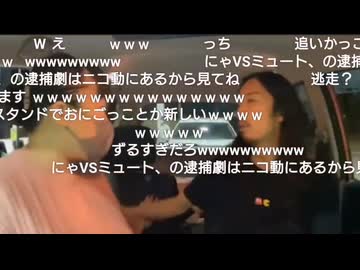 Ｗ え　ｗｗｗ　っち　追いかっこ
ｗ　wwwwwwwww　にゃVSミュート、の逮捕
の逮捕劇はニコ動にあるから見てね　逃走？
ます ｗｗｗｗｗｗｗｗｗｗｗｗｗｗｗ
スタンドでおにごっことか新しいｗｗｗｗ
ｗｗｗｗｗ
ずるすぎだろwwwwwwwwww
にゃVSミュート、の逮捕劇はニコ動にあるから見